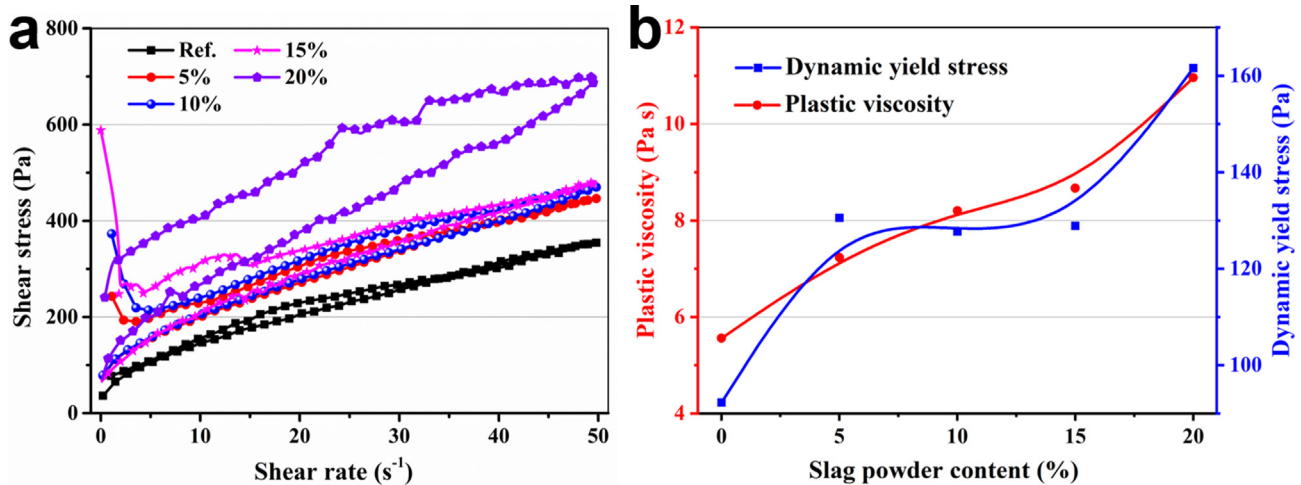 a
800
600
400
200
0
Shear stress (Pa)
Ref.
5%
10%
15%
20%
0 10 20 30 40 50
Shear rate (s⁻¹)
b
12
10
8
6
4
Plastic viscosity (Pa s)
Dynamic yield stress
Plastic viscosity
160
140
120
100
Dynamic yield stress (Pa)
0 5 10 15 20
Slag powder content (%)